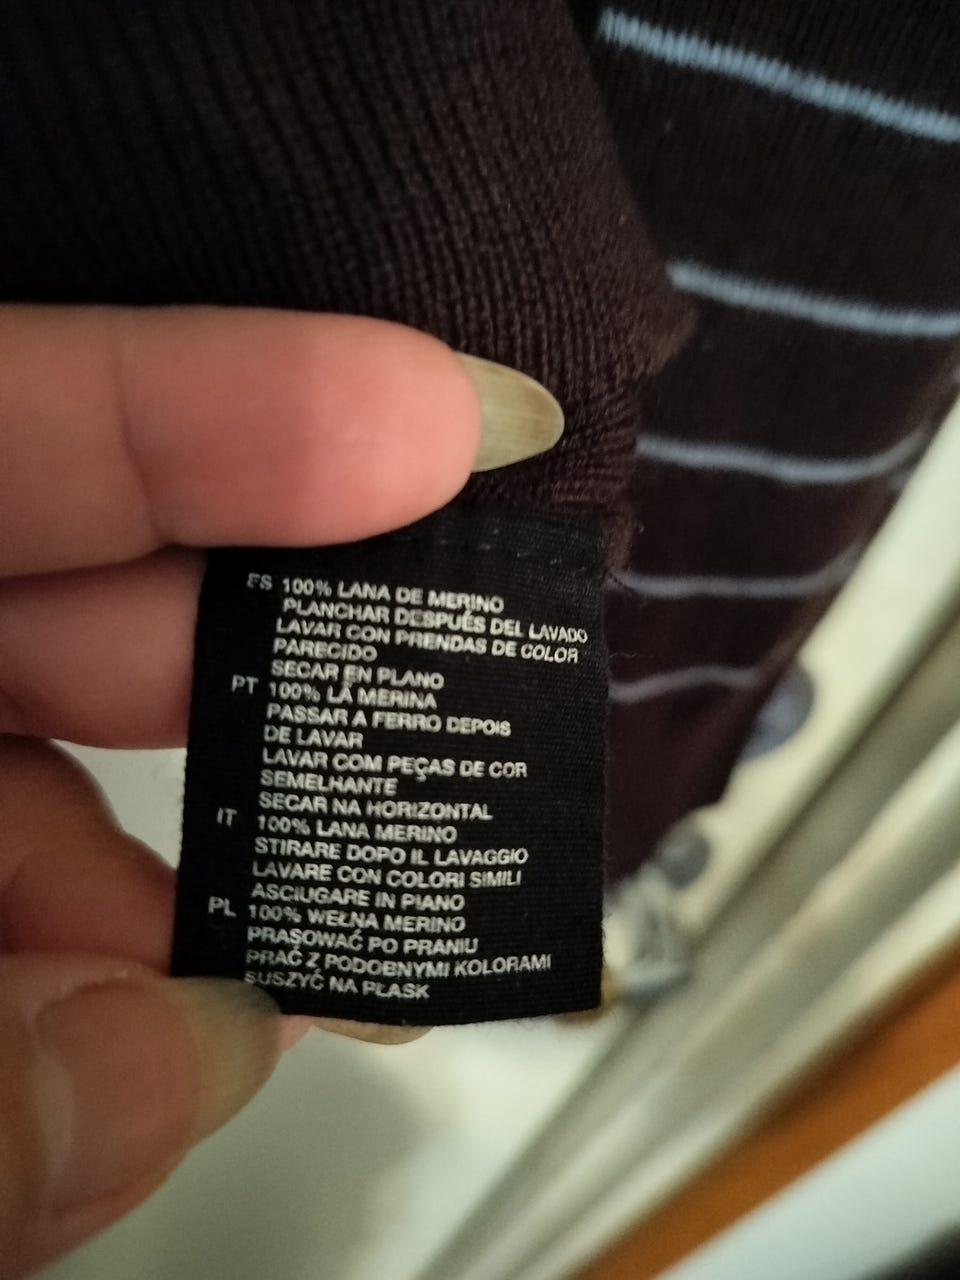 ES 100% LANA DE MERINO
PLANCHAR DESPUÉS DEL LAVADO
LAVAR CON PRENDAS DE COLOR
PARECIDO
SECAR EN PLANO
PT 100% LÃ MERINA
PASSAR A FERRO DEPOIS
DE LAVAR
LAVAR COM PEÇAS DE COR
SEMELHANTE
SECAR NA HORIZONTAL
IT 100% LANA MERINO
STIRARE DOPO IL LAVAGGIO
LAVARE CON COLORI SIMILI
ASCIUGARE IN PIANO
PL 100% WEŁNA MERINO
PRASOWAĆ PO PRANIU
PRAĆ Z PODOBNYMI KOLORAMI
SUSZYĆ NA PŁASK